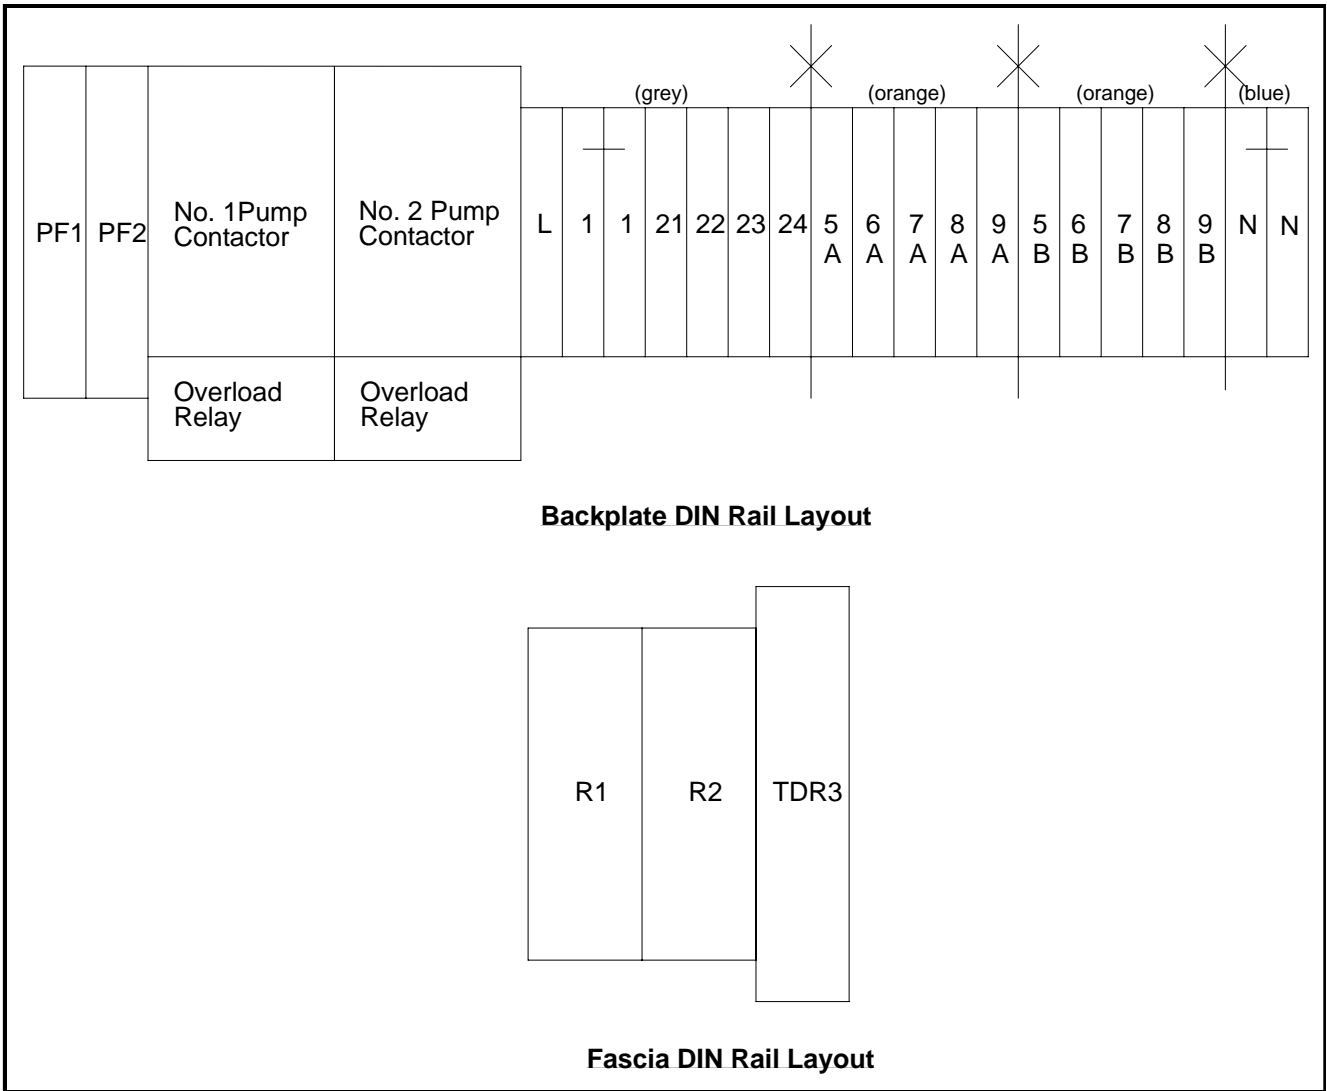 (grey) (orange) (orange) (blue)
PF1 PF2 No. 1Pump Contactor No. 2 Pump Contactor L 1 1 21 22 23 24 5 A 6 A 7 A 8 A 9 A 5 B 6 B 7 B 8 B 9 B N N
Overload Relay Overload Relay
Backplate DIN Rail Layout
R1 R2 TDR3
Fascia DIN Rail Layout